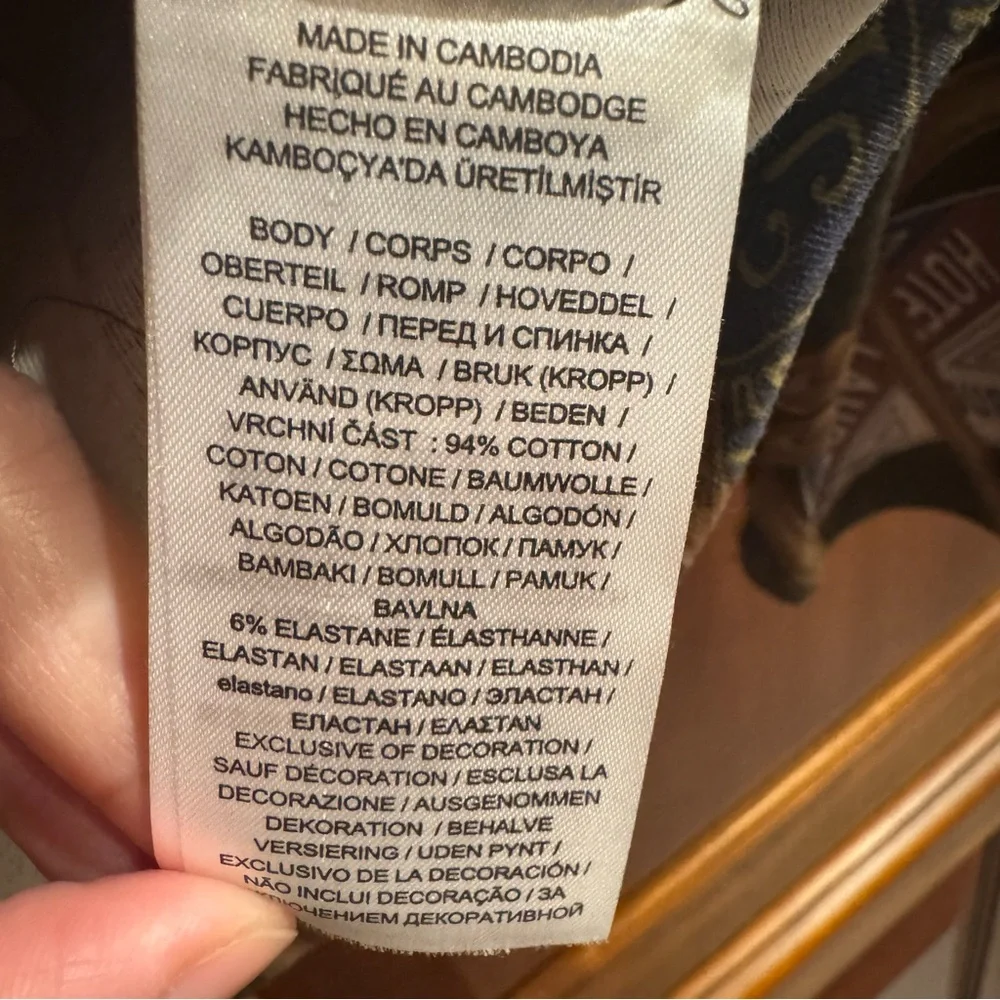 MADE IN CAMBODIA
FABRIQUÉ AU CAMBODGE
HECHO EN CAMBOYA
KAMBOÇYA'DA ÜRETİLMİŞTİR
BODY / CORPS / CORPO /
OBERTEIL / ROMP / HOVEDDEL /
CUERPO / ПЕРЕД И СПИНКА /
КОРПУС / ΣΩΜΑ / BRUK (KROPP) /
ANVÄND (KROPP) / BEDEN /
VRCHNÍ ČÁST : 94% COTTON /
COTON / COTONE / BAUMWOLLE /
KATOEN / BOMULD / ALGODÓN /
ALGODÃO / ХЛОПОК / ПАМУК /
BAMBAKI / BOMULL / PAMUK /
BAVLNA
6% ELASTANE / ÉLASTHANNE /
ELASTAN / ELASTAAN / ELASTHAN /
elastano / ELASTANO / ЭЛАСТАН /
ЕЛАСТАН / ΕΛΑΣΤΑΝ
EXCLUSIVE OF DECORATION /
SAUF DÉCORATION / ESCLUSA LA
DECORAZIONE / AUSGENOMMEN
DEKORATION / BEHALVE
VERSIERING / UDEN PYNT /
EXCLUSIVO DE LA DECORACIÓN /
NÃO INCLUI DECORAÇÃO / ЗА
ДЕКОРАТИВНОЙ
HOTE